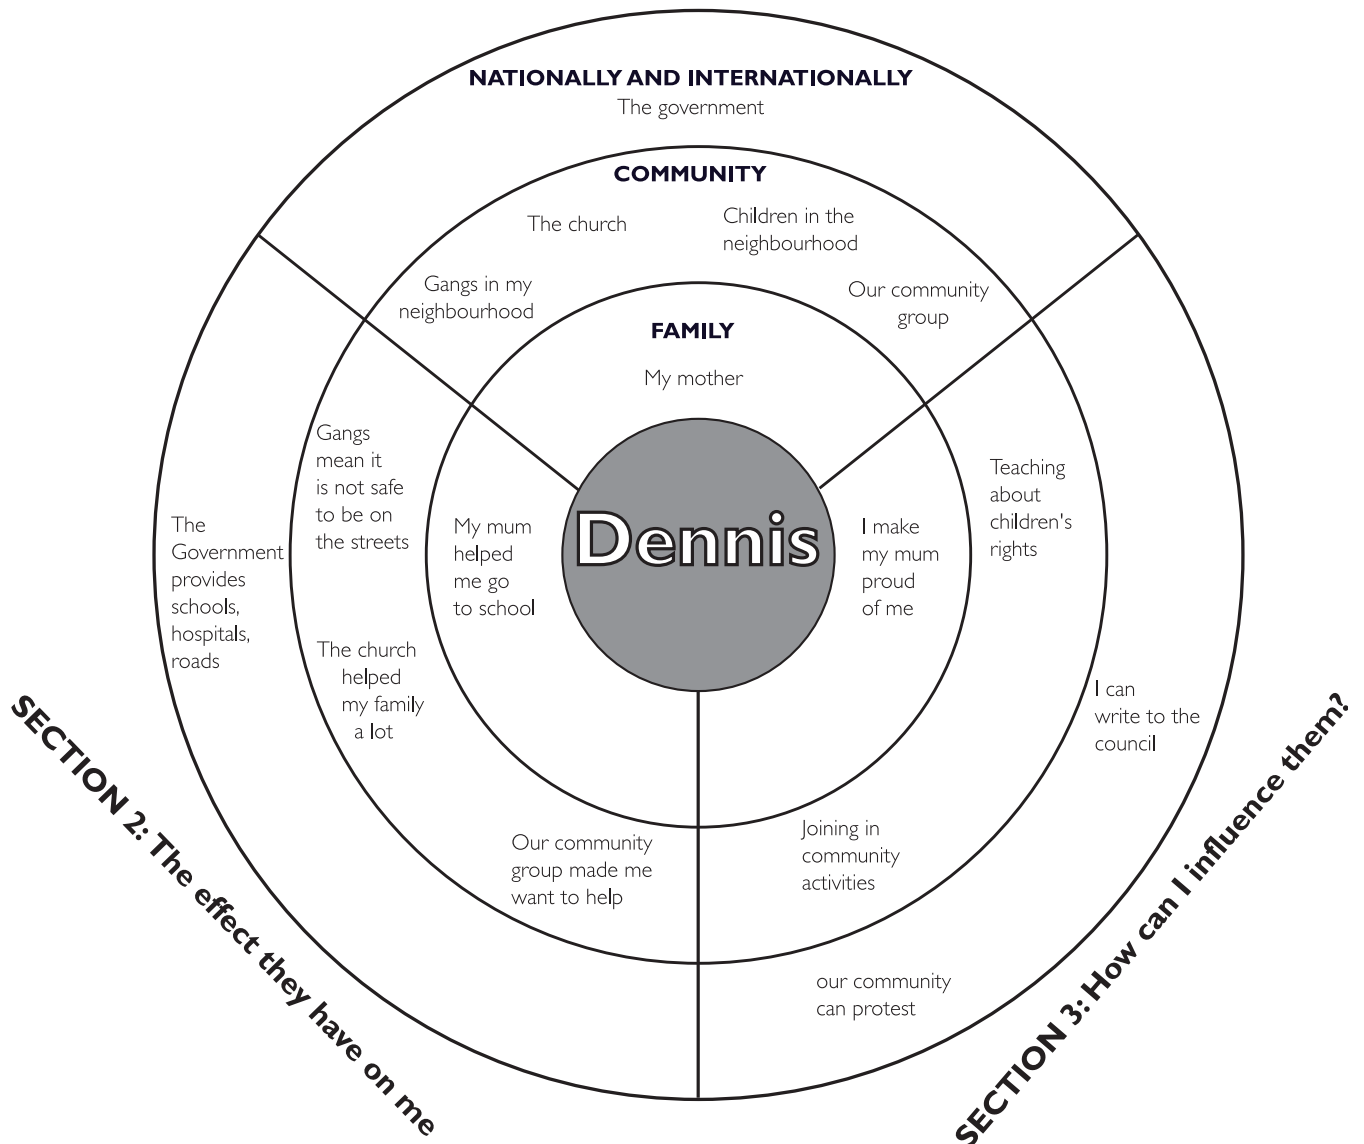 NATIONALLY AND INTERNATIONALLY
The government
COMMUNITY
The church
Children in the
neighbourhood
Gangs in my
neighbourhood
Our community
group
FAMILY
My mother
Dennis
Gangs
mean it
is not safe
to be on
the streets
The
Government
provides
schools,
hospitals,
roads
My mum
helped
me go
to school
The church
helped
my family
a lot
Our community
group made me
want to help
SECTION 2: The effect they have on me
I make
my mum
proud
of me
Teaching
about
children's
rights
I can
write to the
council
Joining in
community
activities
our community
can protest
SECTION 3: How can I influence them?